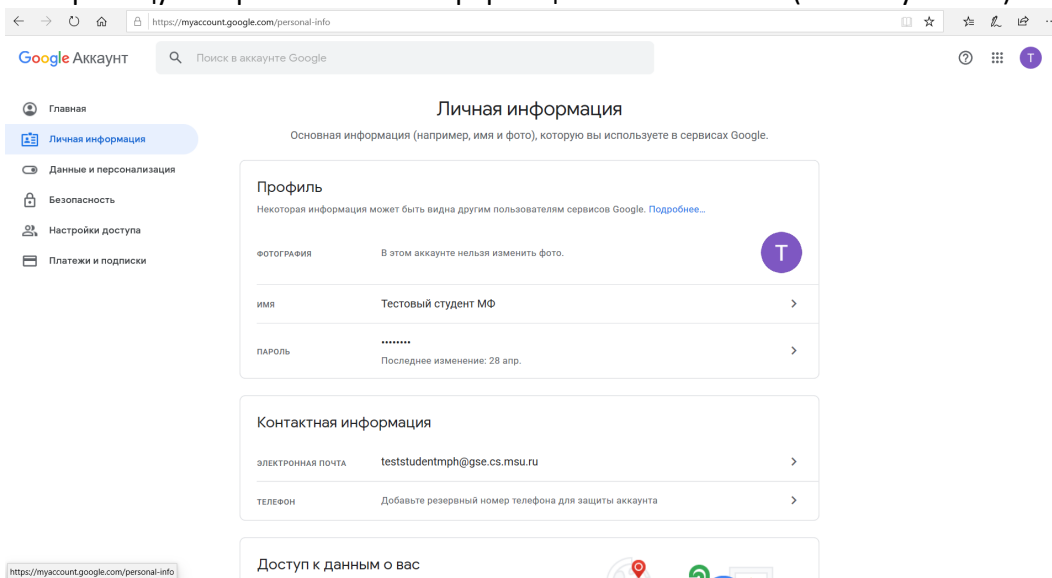 https://myaccount.google.com/personal-info
Google Аккаунт
Поиск в аккаунте Google
T
Главная
Личная информация
Данные и персонализация
Безопасность
Настройки доступа
Платежи и подписки
Личная информация
Основная информация (например, имя и фото), которую вы используете в сервисах Google.
Профиль
Некоторая информация может быть видна другим пользователям сервисов Google. Подробнее…
ФОТОГРАФИЯ
В этом аккаунте нельзя изменить фото.
T
ИМЯ
Тестовый студент МФ
ПАРОЛЬ
••••••••
Последнее изменение: 28 апр.
Контактная информация
ЭЛЕКТРОННАЯ ПОЧТА
teststudentmph@gse.cs.msu.ru
ТЕЛЕФОН
Добавьте резервный номер телефона для защиты аккаунта
Доступ к данным о вас
https://myaccount.google.com/personal-info